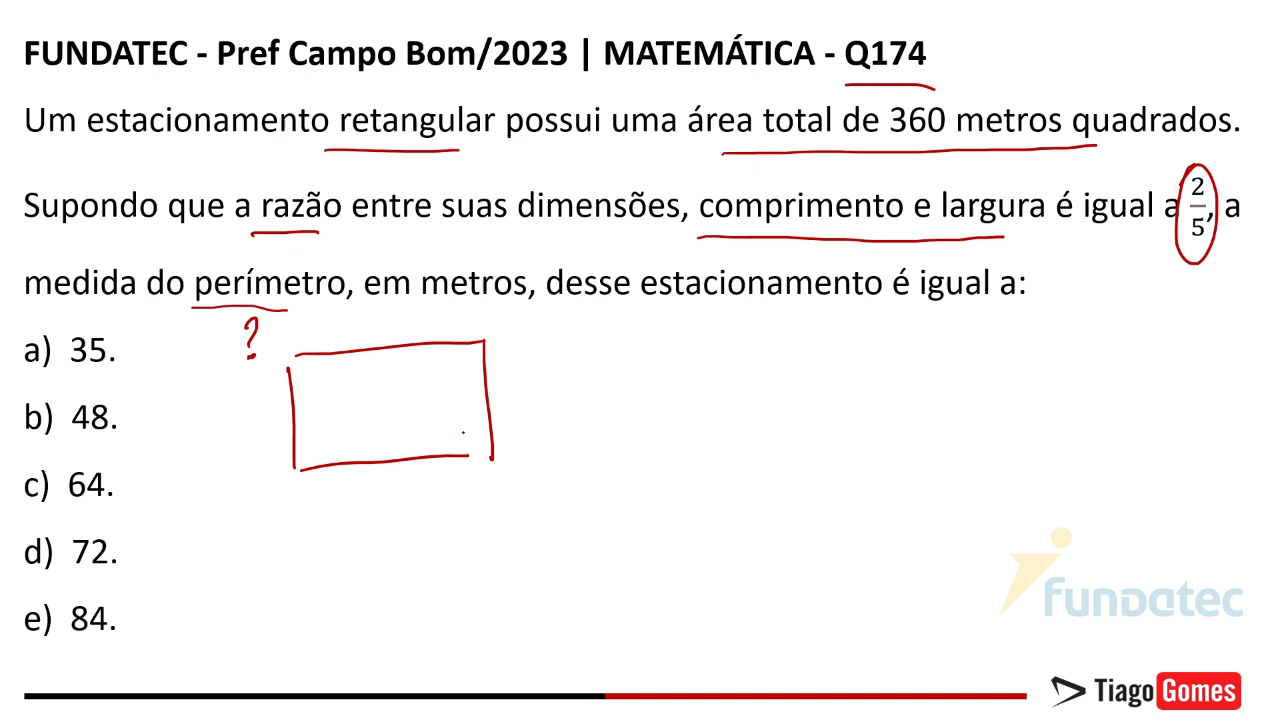 FUNDATEC - Pref Campo Bom/2023 | MATEMÁTICA - Q174
Um estacionamento retangular possui uma área total de 360 metros quadrados.
Supondo que a razão entre suas dimensões, comprimento e largura é igual a 2/5, a
medida do perímetro, em metros, desse estacionamento é igual a:
?
a) 35.
b) 48.
c) 64.
d) 72.
e) 84.
fundatec
Tiago Gomes